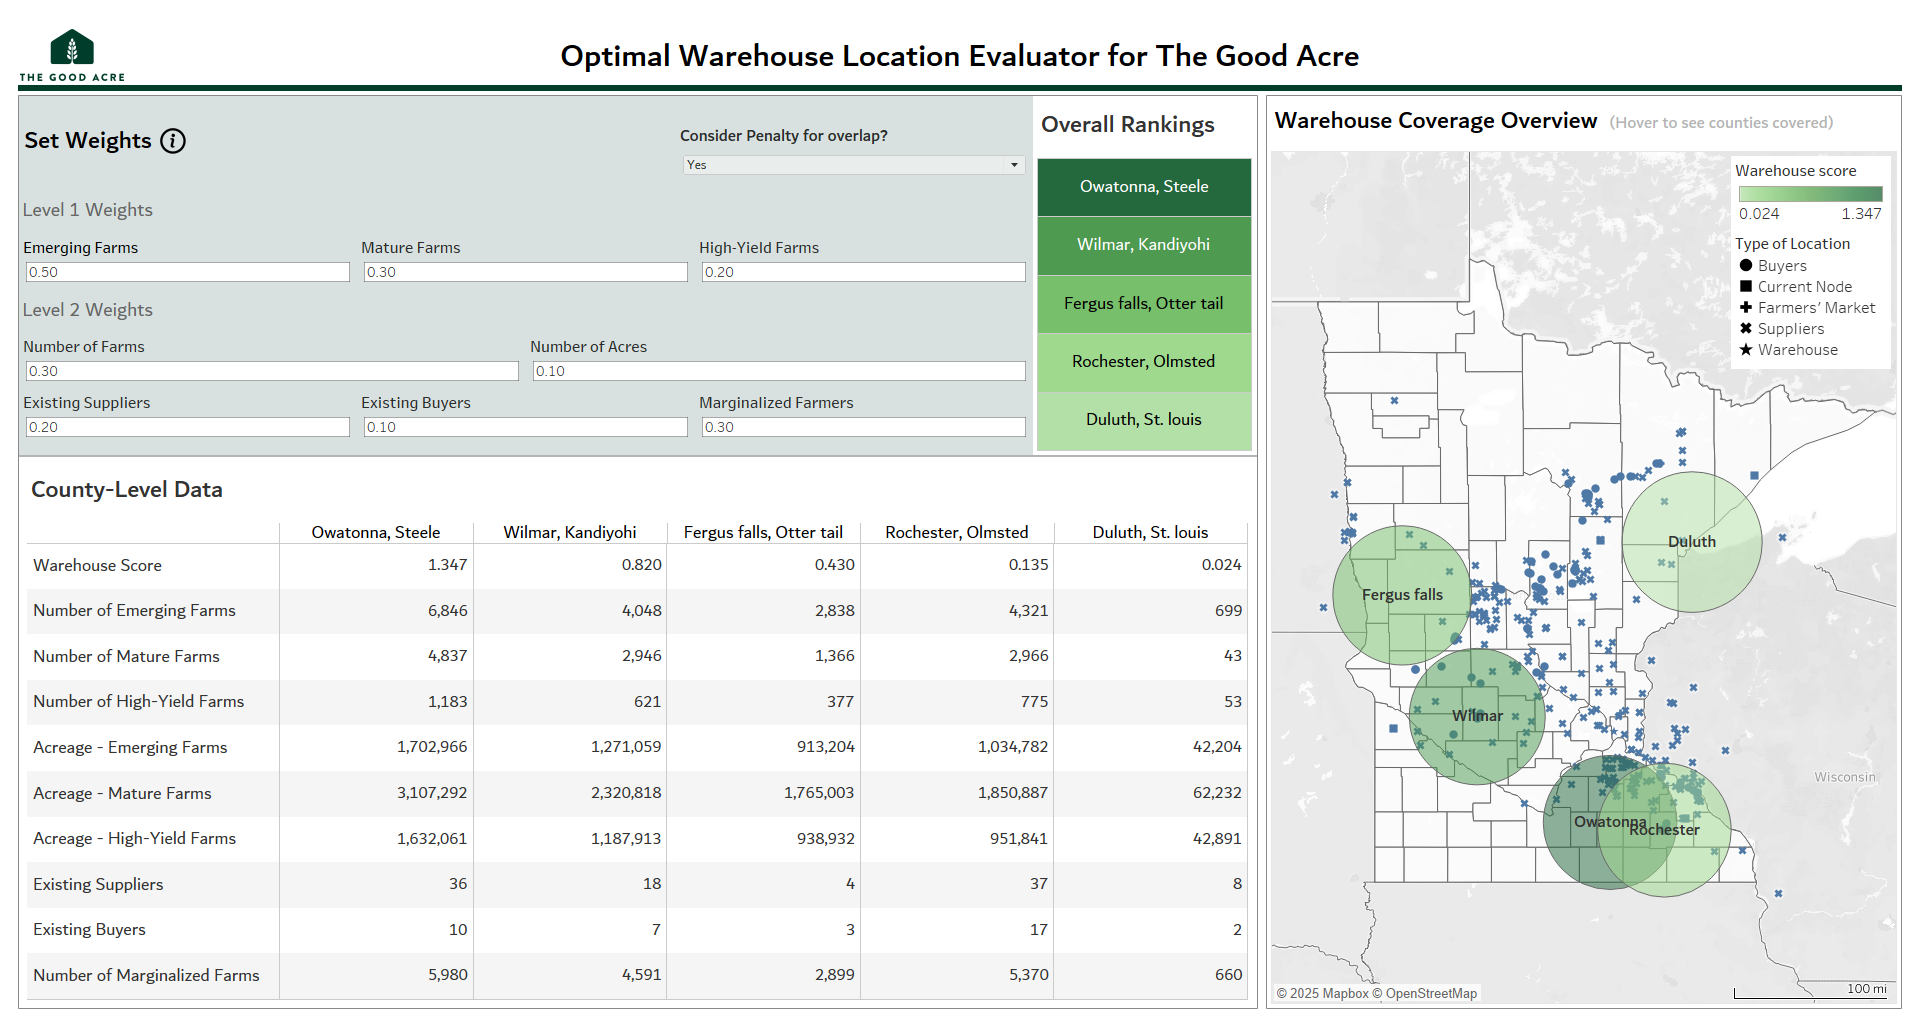 THE GOOD ACRE
Optimal Warehouse Location Evaluator for The Good Acre
Set Weights i
Consider Penalty for overlap?
Yes
Level 1 Weights
Emerging Farms Mature Farms High-Yield Farms
0.50 0.30 0.20
Level 2 Weights
Number of Farms Number of Acres
0.30 0.10
Existing Suppliers Existing Buyers Marginalized Farmers
0.20 0.10 0.30
Overall Rankings
Owatonna, Steele
Wilmar, Kandiyohi
Fergus falls, Otter tail
Rochester, Olmsted
Duluth, St. louis
County-Level Data
Owatonna, Steele Wilmar, Kandiyohi Fergus falls, Otter tail Rochester, Olmsted Duluth, St. louis
Warehouse Score 1.347 0.820 0.430 0.135 0.024
Number of Emerging Farms 6,846 4,048 2,838 4,321 699
Number of Mature Farms 4,837 2,946 1,366 2,966 43
Number of High-Yield Farms 1,183 621 377 775 53
Acreage - Emerging Farms 1,702,966 1,271,059 913,204 1,034,782 42,204
Acreage - Mature Farms 3,107,292 2,320,818 1,765,003 1,850,887 62,232
Acreage - High-Yield Farms 1,632,061 1,187,913 938,932 951,841 42,891
Existing Suppliers 36 18 4 37 8
Existing Buyers 10 7 3 17 2
Number of Marginalized Farms 5,980 4,591 2,899 5,370 660
Warehouse Coverage Overview (Hover to see counties covered)
Warehouse score
0.024 1.347
Type of Location
Buyers
Current Node
Farmers' Market
Suppliers
Warehouse
Duluth
Fergus falls
Wilmar
Wisconsin
Owatonna
Rochester
© 2025 Mapbox © OpenStreetMap
100 mi